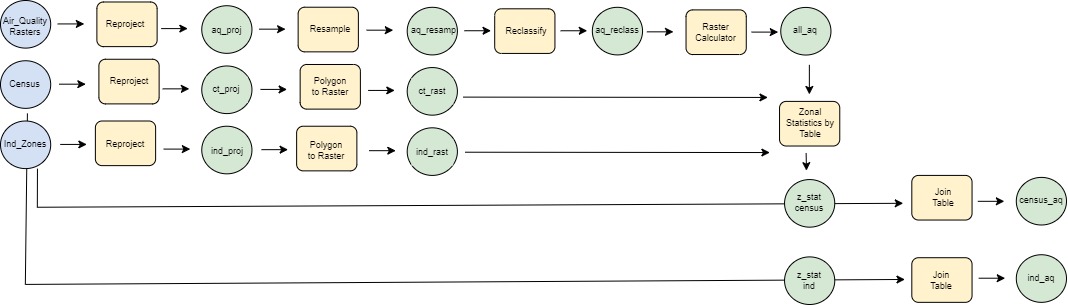 Air_Quality
Rasters
Reproject
aq_proj
Resample
aq_resamp
Reclassify
aq_reclass
Raster
Calculator
all_aq
Census
Reproject
ct_proj
Polygon
to Raster
ct_rast
Zonal
Statistics by
Table
Ind_Zones
Reproject
ind_proj
Polygon
to Raster
ind_rast
z_stat
census
Join
Table
census_aq
z_stat
ind
Join
Table
ind_aq